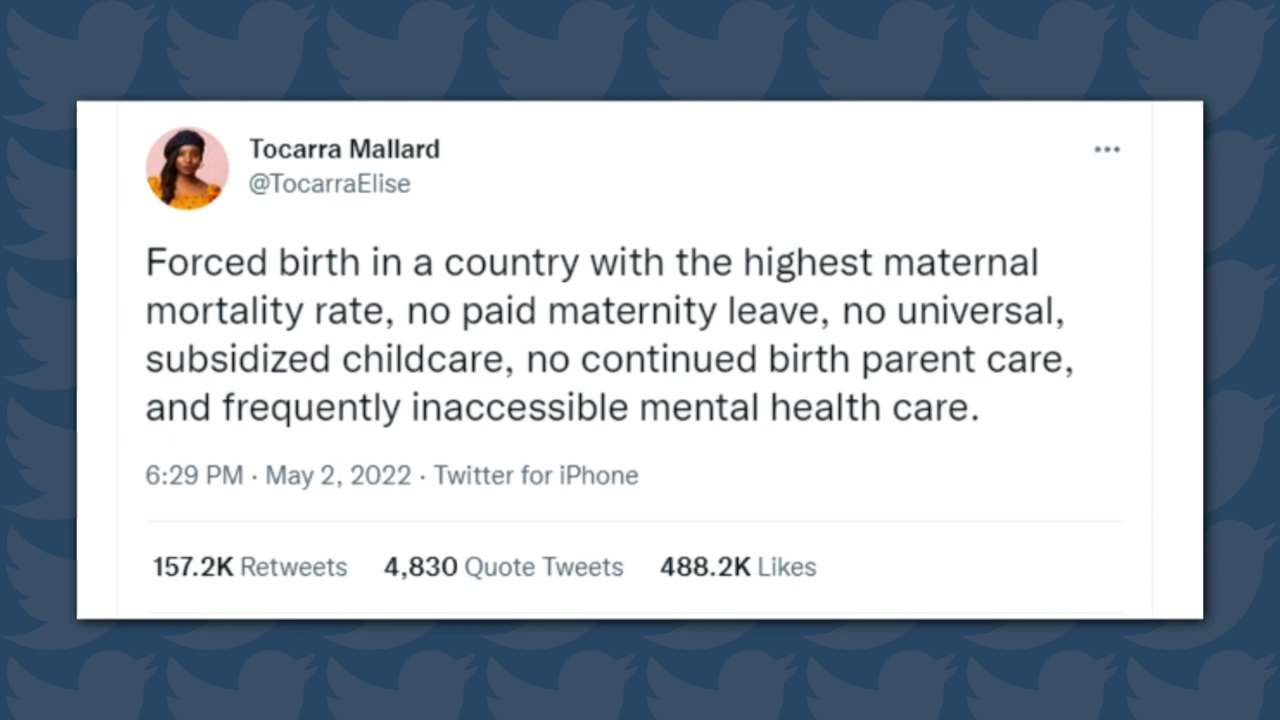 Tocarra Mallard
@TocarraElise
Forced birth in a country with the highest maternal
mortality rate, no paid maternity leave, no universal,
subsidized childcare, no continued birth parent care,
and frequently inaccessible mental health care.
6:29 PM · May 2, 2022 · Twitter for iPhone
157.2K Retweets 4,830 Quote Tweets 488.2K Likes